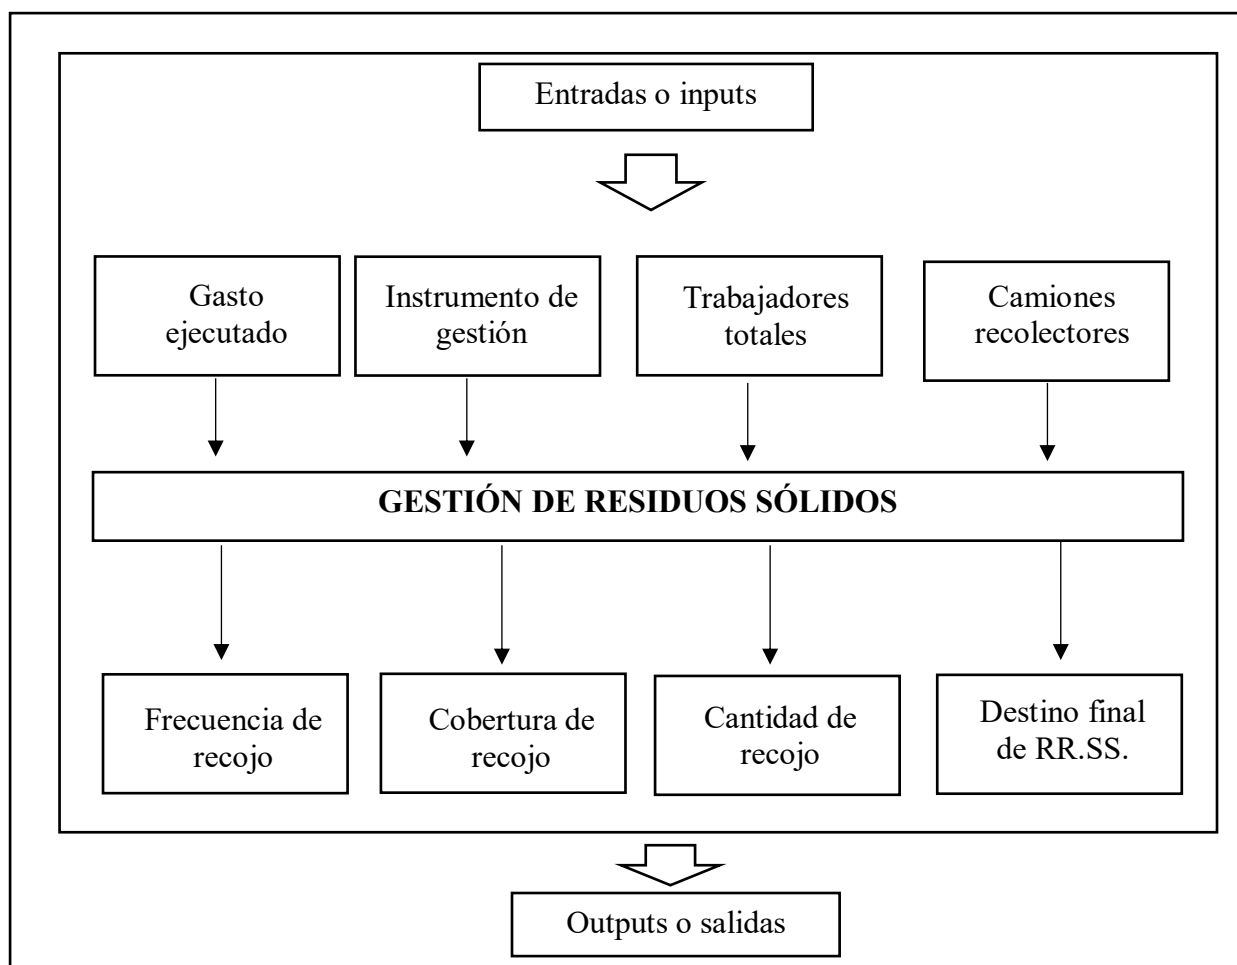 Entradas o inputs
Gasto
ejecutado
Instrumento de
gestión
Trabajadores
totales
Camiones
recolectores
GESTIÓN DE RESIDUOS SÓLIDOS
Frecuencia de
recojo
Cobertura de
recojo
Cantidad de
recojo
Destino final
de RR.SS.
Outputs o salidas